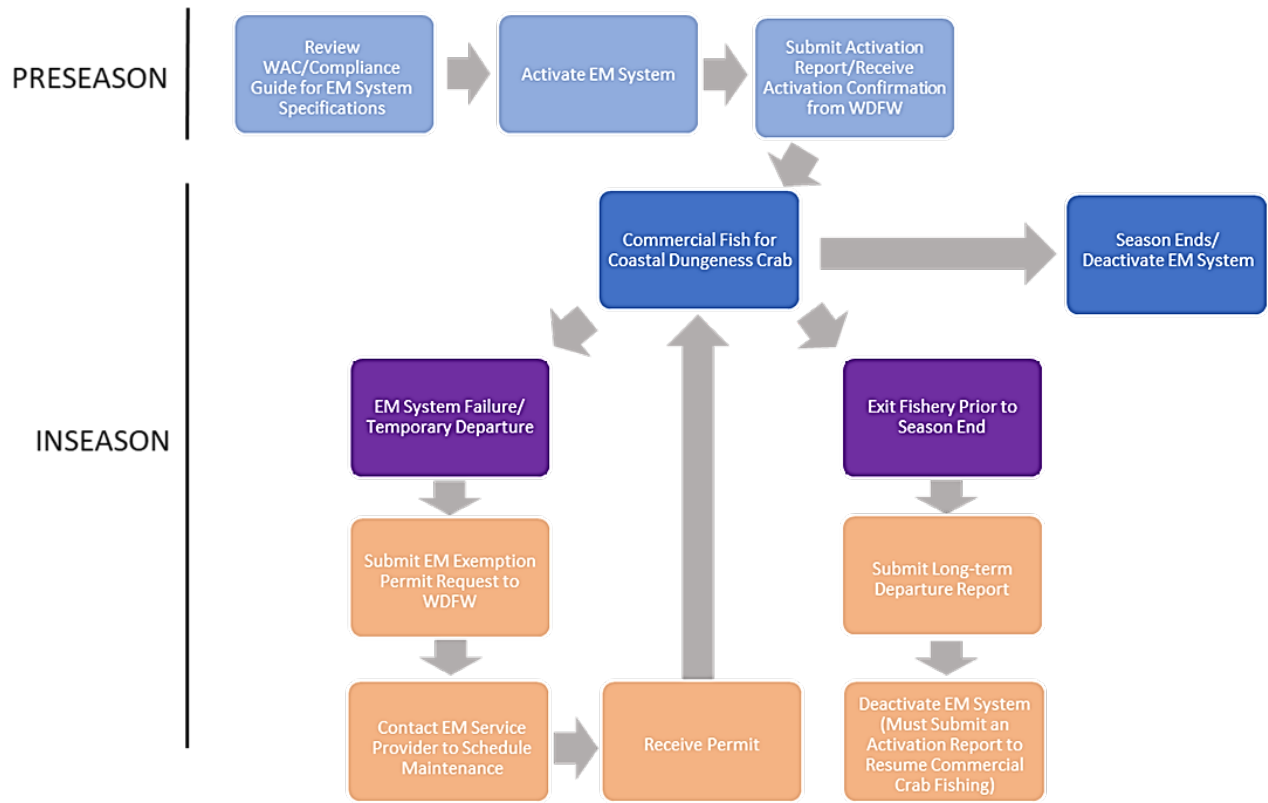 PRESEASON
Review
WAC/Compliance
Guide for EM System
Specifications
Activate EM System
Submit Activation
Report/Receive
Activation Confirmation
from WDFW
INSEASON
Commercial Fish for
Coastal Dungeness Crab
Season Ends/
Deactivate EM System
EM System Failure/
Temporary Departure
Exit Fishery Prior to
Season End
Submit EM Exemption
Permit Request to
WDFW
Submit Long-term
Departure Report
Contact EM Service
Provider to Schedule
Maintenance
Receive Permit
Deactivate EM System
(Must Submit an
Activation Report to
Resume Commercial
Crab Fishing)